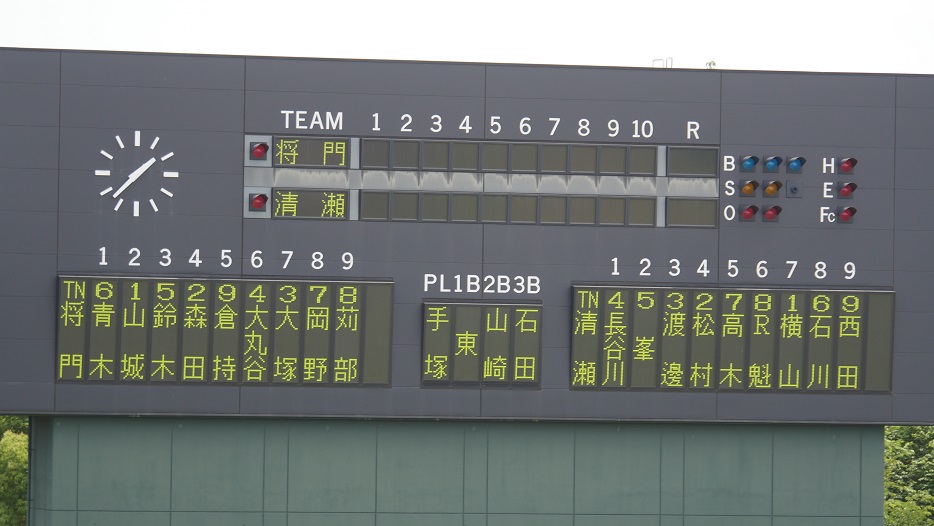 TEAM 1 2 3 4 5 6 7 8 9 10 R
将門
清瀬
B H
S E
O Fc
1 2 3 4 5 6 7 8 9
TN 6 1 5 2 9 4 3 7 8
将門 青木 山城 鈴木 森田 倉持 大丸谷 大塚 岡野 苅部
PL 1B 2B 3B
手塚 東 山崎 石田
1 2 3 4 5 6 7 8 9
TN 4 5 3 2 7 8 1 6 9
清瀬 長谷川 峯 渡邊 松村 高木 R魁 横山 石川 西田